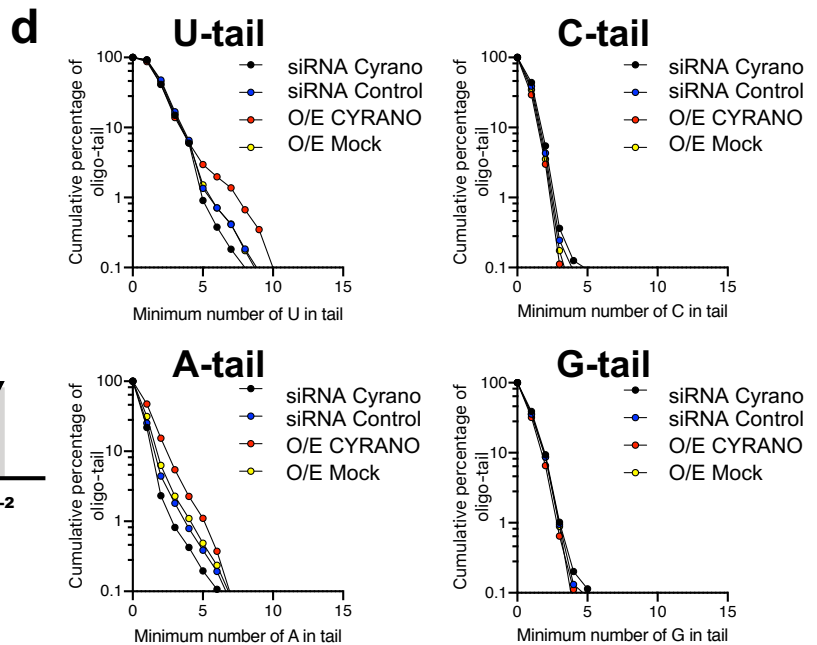 d
U-tail
Cumulative percentage of
oligo-tail
100
10
1
0.1
0
5
10
15
Minimum number of U in tail
siRNA Cyrano
siRNA Control
O/E CYRANO
O/E Mock
C-tail
Cumulative percentage of
oligo-tail
100
10
1
0.1
0
5
10
15
Minimum number of C in tail
siRNA Cyrano
siRNA Control
O/E CYRANO
O/E Mock
-2
A-tail
Cumulative percentage of
oligo-tail
100
10
1
0.1
0
5
10
15
Minimum number of A in tail
siRNA Cyrano
siRNA Control
O/E CYRANO
O/E Mock
G-tail
Cumulative percentage of
oligo-tail
100
10
1
0.1
0
5
10
15
Minimum number of G in tail
siRNA Cyrano
siRNA Control
O/E CYRANO
O/E Mock